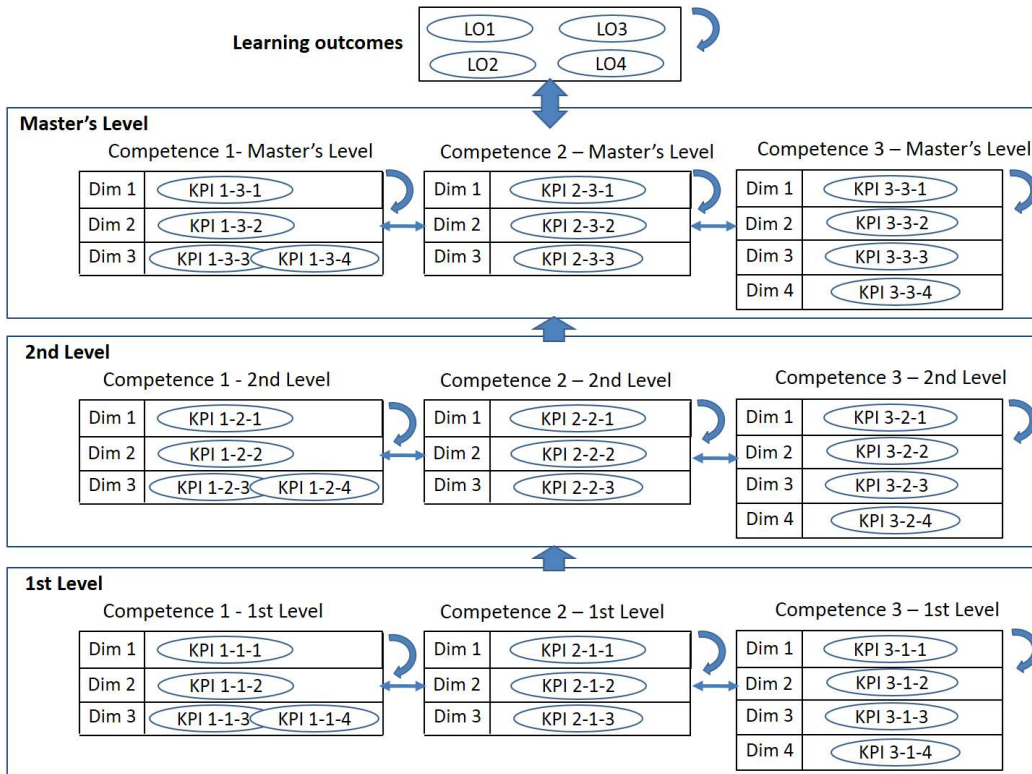 Learning outcomes
LO1 LO3
LO2 LO4
Master's Level
Competence 1- Master's Level
Dim 1 KPI 1-3-1
Dim 2 KPI 1-3-2
Dim 3 KPI 1-3-3 KPI 1-3-4
Competence 2 – Master's Level
Dim 1 KPI 2-3-1
Dim 2 KPI 2-3-2
Dim 3 KPI 2-3-3
Competence 3 – Master's Level
Dim 1 KPI 3-3-1
Dim 2 KPI 3-3-2
Dim 3 KPI 3-3-3
Dim 4 KPI 3-3-4
2nd Level
Competence 1 - 2nd Level
Dim 1 KPI 1-2-1
Dim 2 KPI 1-2-2
Dim 3 KPI 1-2-3 KPI 1-2-4
Competence 2 – 2nd Level
Dim 1 KPI 2-2-1
Dim 2 KPI 2-2-2
Dim 3 KPI 2-2-3
Competence 3 – 2nd Level
Dim 1 KPI 3-2-1
Dim 2 KPI 3-2-2
Dim 3 KPI 3-2-3
Dim 4 KPI 3-2-4
1st Level
Competence 1 - 1st Level
Dim 1 KPI 1-1-1
Dim 2 KPI 1-1-2
Dim 3 KPI 1-1-3 KPI 1-1-4
Competence 2 – 1st Level
Dim 1 KPI 2-1-1
Dim 2 KPI 2-1-2
Dim 3 KPI 2-1-3
Competence 3 – 1st Level
Dim 1 KPI 3-1-1
Dim 2 KPI 3-1-2
Dim 3 KPI 3-1-3
Dim 4 KPI 3-1-4